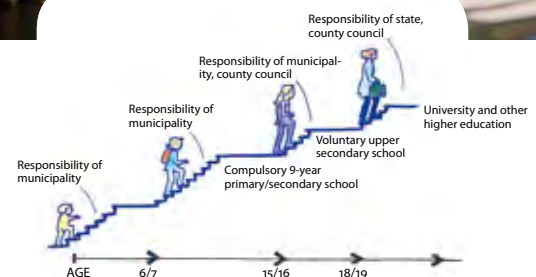 Responsibility of state,
county council
Responsibility of municipal-
ity, county council
Responsibility of
municipality
Responsibility of
municipality
University and other
higher education
Voluntary upper
secondary school
Compulsory 9-year
primary/secondary school
AGE 6/7 15/16 18/19